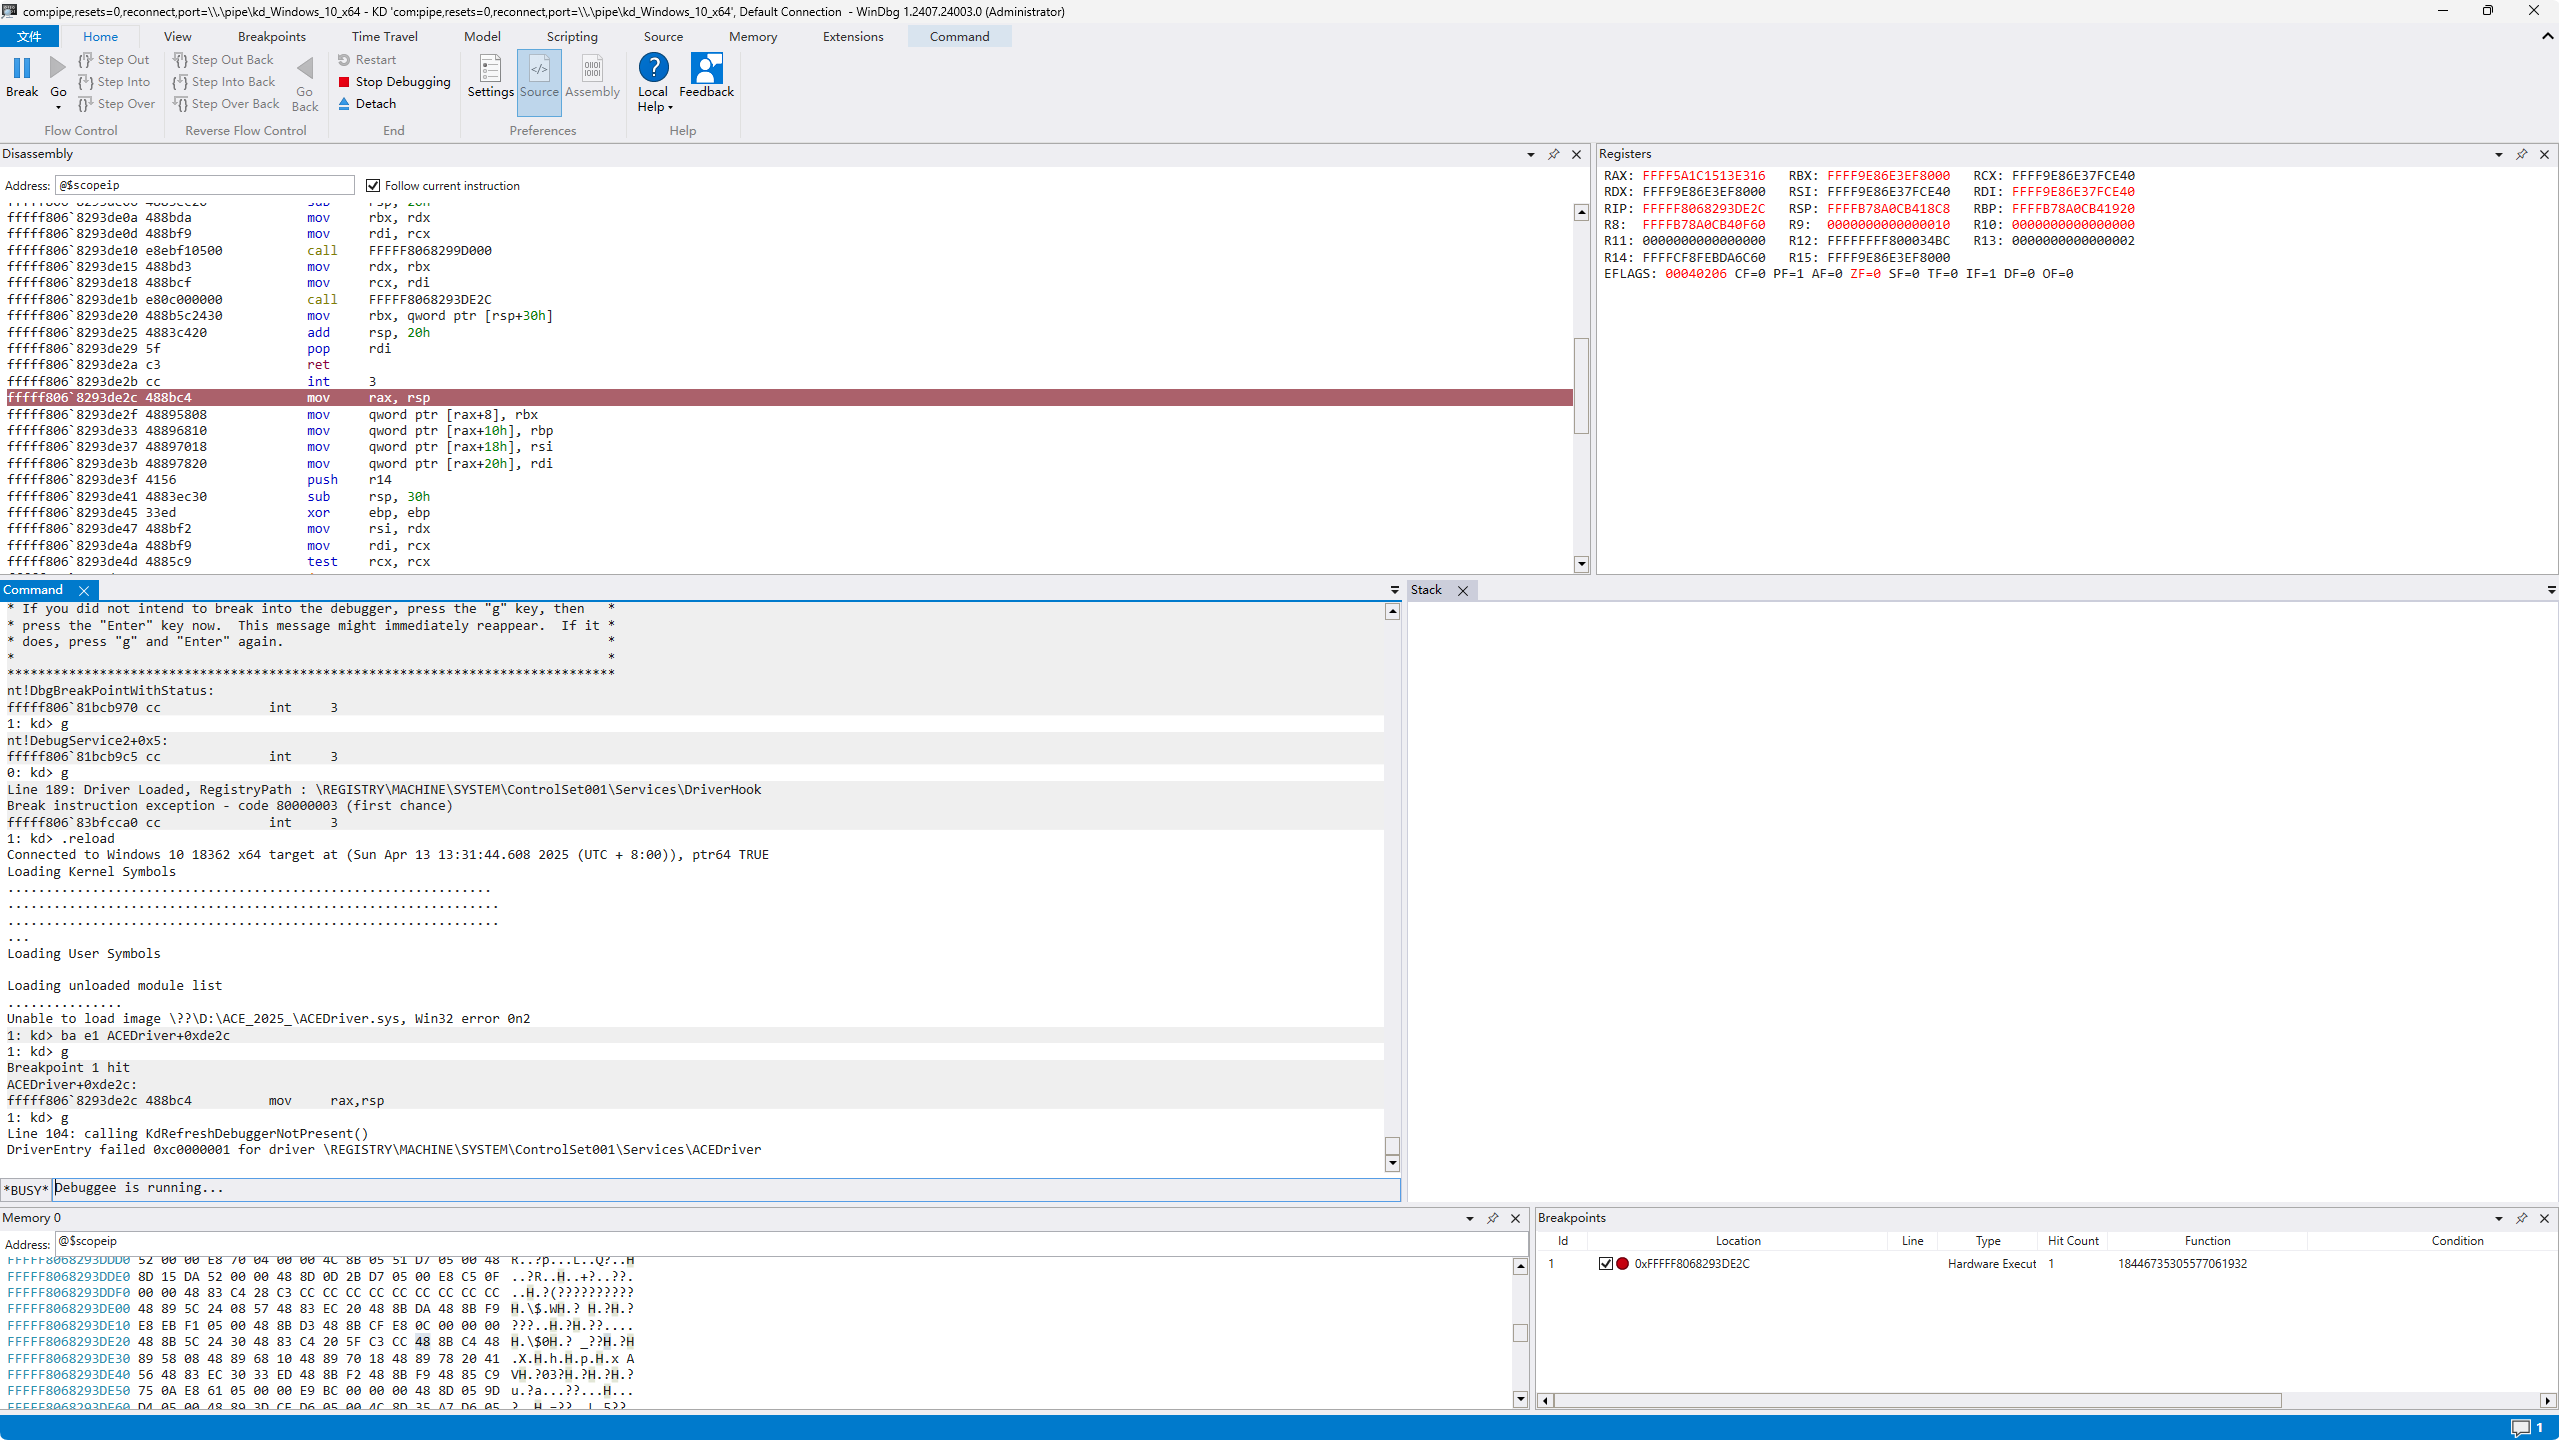 com:pipe,resets=0,reconnect,port=\\.\pipe\kd_Windows_10_x64 - KD 'com:pipe,resets=0,reconnect,port=\\.\pipe\kd_Windows_10_x64', Default Connection - WinDbg 1.2407.24003.0 (Administrator)
文件 Home View Breakpoints Time Travel Model Scripting Source Memory Extensions Command
Break Go Step Out Step Into Step Over
Flow Control
Step Out Back Step Into Back Step Over Back Go Back
Reverse Flow Control
Restart Stop Debugging Detach
End
Settings Source Assembly
Preferences
Local Help Feedback
Help
Disassembly
Address: @$scopeip Follow current instruction
fffff806`8293de0a 488bda mov rbx, rdx
fffff806`8293de0d 488bf9 mov rdi, rcx
fffff806`8293de10 e8ebf10500 call FFFFF8068299D000
fffff806`8293de15 488bd3 mov rdx, rbx
fffff806`8293de18 488bcf mov rcx, rdi
fffff806`8293de1b e80c000000 call FFFFF8068293DE2C
fffff806`8293de20 488b5c2430 mov rbx, qword ptr [rsp+30h]
fffff806`8293de25 4883c420 add rsp, 20h
fffff806`8293de29 5f pop rdi
fffff806`8293de2a c3 ret
fffff806`8293de2b cc int 3
fffff806`8293de2c 488bc4 mov rax, rsp
fffff806`8293de2f 48895808 mov qword ptr [rax+8], rbx
fffff806`8293de33 48896810 mov qword ptr [rax+10h], rbp
fffff806`8293de37 48897018 mov qword ptr [rax+18h], rsi
fffff806`8293de3b 48897820 mov qword ptr [rax+20h], rdi
fffff806`8293de3f 4156 push r14
fffff806`8293de41 4883ec30 sub rsp, 30h
fffff806`8293de45 33ed xor ebp, ebp
fffff806`8293de47 488bf2 mov rsi, rdx
fffff806`8293de4a 488bf9 mov rdi, rcx
fffff806`8293de4d 4885c9 test rcx, rcx
Registers
RAX: FFFF5A1C1513E316 RBX: FFFF9E86E3EF8000 RCX: FFFF9E86E37FCE40
RDX: FFFF9E86E3EF8000 RSI: FFFF9E86E37FCE40 RDI: FFFF9E86E37FCE40
RIP: FFFFF8068293DE2C RSP: FFFFB78A0CB418C8 RBP: FFFFB78A0CB41920
R8: FFFFB78A0CB40F60 R9: 0000000000000010 R10: 0000000000000000
R11: 0000000000000000 R12: FFFFFFFF800034BC R13: 0000000000000002
R14: FFFFCF8FEBDA6C60 R15: FFFF9E86E3EF8000
EFLAGS: 00040206 CF=0 PF=1 AF=0 ZF=0 SF=0 TF=0 IF=1 DF=0 OF=0
Command
* If you did not intend to break into the debugger, press the "g" key, then *
* press the "Enter" key now. This message might immediately reappear. If it *
* does, press "g" and "Enter" again. *
* *
*******************************************************************************
nt!DbgBreakPointWithStatus:
fffff806`81bcb970 cc int 3
1: kd> g
nt!DebugService2+0x5:
fffff806`81bcb9c5 cc int 3
0: kd> g
Line 189: Driver Loaded, RegistryPath : \REGISTRY\MACHINE\SYSTEM\ControlSet001\Services\DriverHook
Break instruction exception - code 80000003 (first chance)
fffff806`83bfcca0 cc int 3
1: kd> .reload
Connected to Windows 10 18362 x64 target at (Sun Apr 13 13:31:44.608 2025 (UTC + 8:00)), ptr64 TRUE
Loading Kernel Symbols
...............................................................
................................................................
................................................................
...
Loading User Symbols
Loading unloaded module list
...............
Unable to load image \??\D:\ACE_2025_\ACEDriver.sys, Win32 error 0n2
1: kd> ba e1 ACEDriver+0xde2c
1: kd> g
Breakpoint 1 hit
ACEDriver+0xde2c:
fffff806`8293de2c 488bc4 mov rax,rsp
1: kd> g
Line 104: calling KdRefreshDebuggerNotPresent()
DriverEntry failed 0xc0000001 for driver \REGISTRY\MACHINE\SYSTEM\ControlSet001\Services\ACEDriver
*BUSY* Debuggee is running...
Stack
Memory 0
Address: @$scopeip
FFFFF8068293DDD0 52 00 00 E8 70 04 00 00 4C 8B 05 51 D7 05 00 48 R..?p...L..Q?..H
FFFFF8068293DDE0 8D 15 DA 52 00 00 48 8D 0D 2B D7 05 00 E8 C5 0F ..?R..H..+?..??.
FFFFF8068293DDF0 00 00 48 83 C4 28 C3 CC CC CC CC CC CC CC CC CC ..H.?(??????????
FFFFF8068293DE00 48 89 5C 24 08 57 48 83 EC 20 48 8B DA 48 8B F9 H.\$.WH.? H.?H.?
FFFFF8068293DE10 E8 EB F1 05 00 48 8B D3 48 8B CF E8 0C 00 00 00 ???..H.?H.??....
FFFFF8068293DE20 48 8B 5C 24 30 48 83 C4 20 5F C3 CC 48 8B C4 48 H.\$0H.? _??H.?H
FFFFF8068293DE30 89 58 08 48 89 68 10 48 89 70 18 48 89 78 20 41 .X.H.h.H.p.H.x A
FFFFF8068293DE40 56 48 83 EC 30 33 ED 48 8B F2 48 8B F9 48 85 C9 VH.?03?H.?H.?H.?
FFFFF8068293DE50 75 0A E8 61 05 00 00 E9 BC 00 00 00 48 8D 05 9D u.?a...??...H...
Breakpoints
Id Location Line Type Hit Count Function Condition
1 0xFFFFF8068293DE2C Hardware Execut 1 18446735305577061932
1